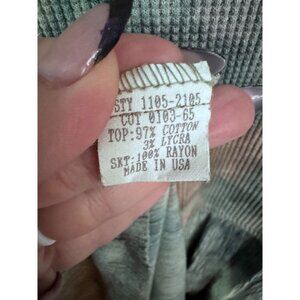 STY 1105-2105
CUT 0103-65
TOP:97% COTTON
3% LYCRA
SKT:100% RAYON
MADE IN USA